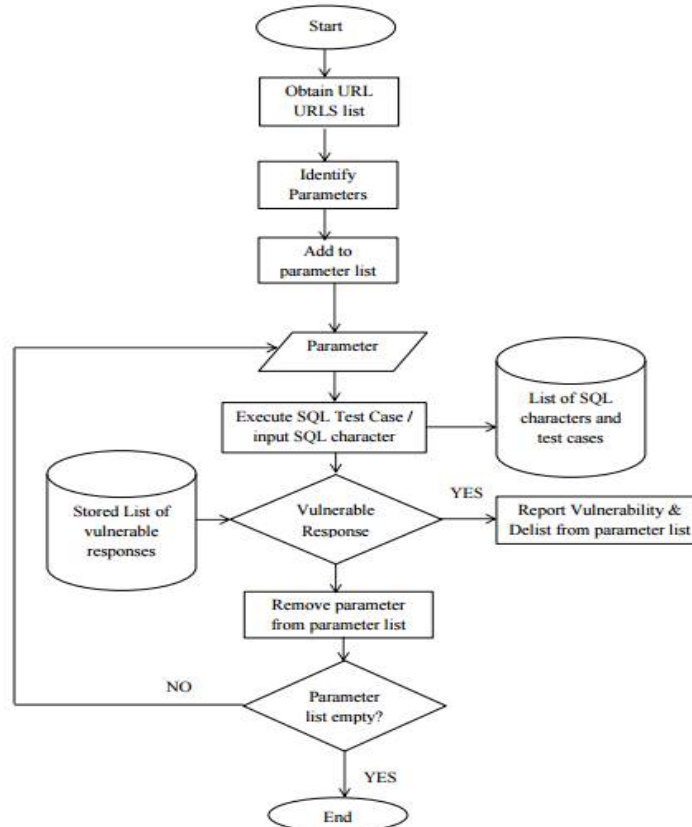 Start
Obtain URL
URLS list
Identify
Parameters
Add to
parameter list
Parameter
Execute SQL Test Case /
input SQL character
List of SQL
characters and
test cases
Stored List of
vulnerable
responses
Vulnerable
Response
YES
Report Vulnerability &
Delist from parameter list
Remove parameter
from parameter list
NO
Parameter
list empty?
YES
End